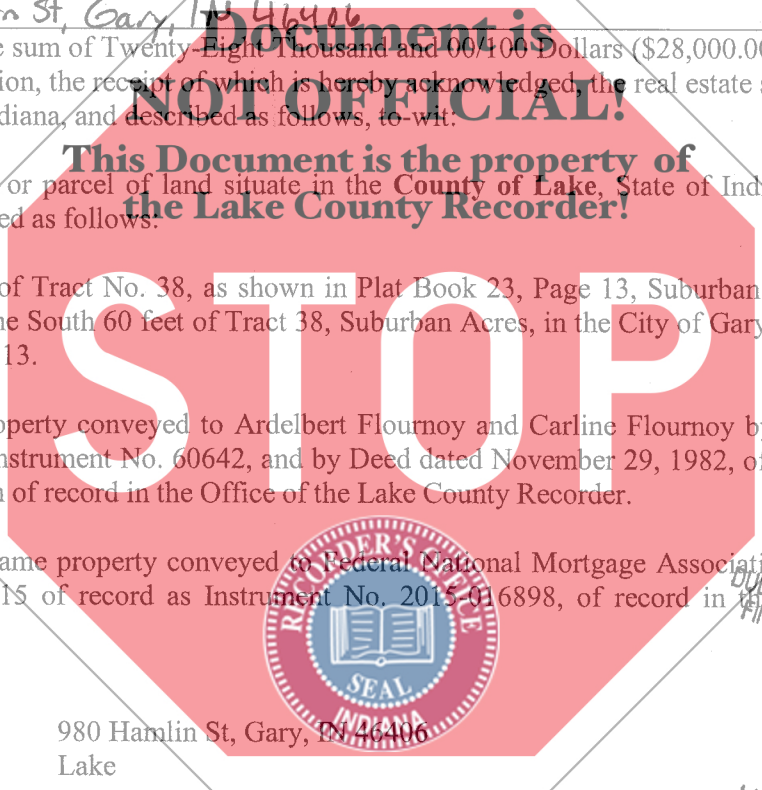 n St, Gary, IN 46406
e sum of Twenty-Eight Thousand and 00/100 Dollars ($28,000.00
Document is
tion, the receipt of which is hereby acknowledged, the real estate s
NOT OFFICIAL!
diana, and described as follows, to-wit:
This Document is the property of
or parcel of land situate in the County of Lake, State of Ind
the Lake County Recorder!
ed as follows:
of Tract No. 38, as shown in Plat Book 23, Page 13, Suburban
he South 60 feet of Tract 38, Suburban Acres, in the City of Gary
13.
STOP
operty conveyed to Ardelbert Flournoy and Carline Flournoy by
nstrument No. 60642, and by Deed dated November 29, 1982, of
n of record in the Office of the Lake County Recorder.
ame property conveyed to Federal National Mortgage Associati
15 of record as Instrument No. 2015-016898, of record in th
RECORDER'S OFFICE
SEAL
INDIANA
980 Hamlin St, Gary, IN 46406
Lake